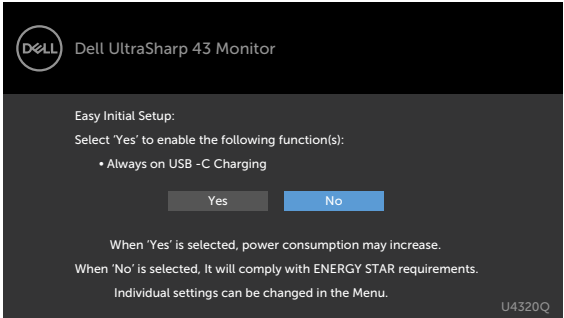 DELL
Dell UltraSharp 43 Monitor
Easy Initial Setup:
Select ‘Yes’ to enable the following function(s):
• Always on USB -C Charging
Yes
No
When ‘Yes’ is selected, power consumption may increase.
When ‘No’ is selected, It will comply with ENERGY STAR requirements.
Individual settings can be changed in the Menu.
U4320Q